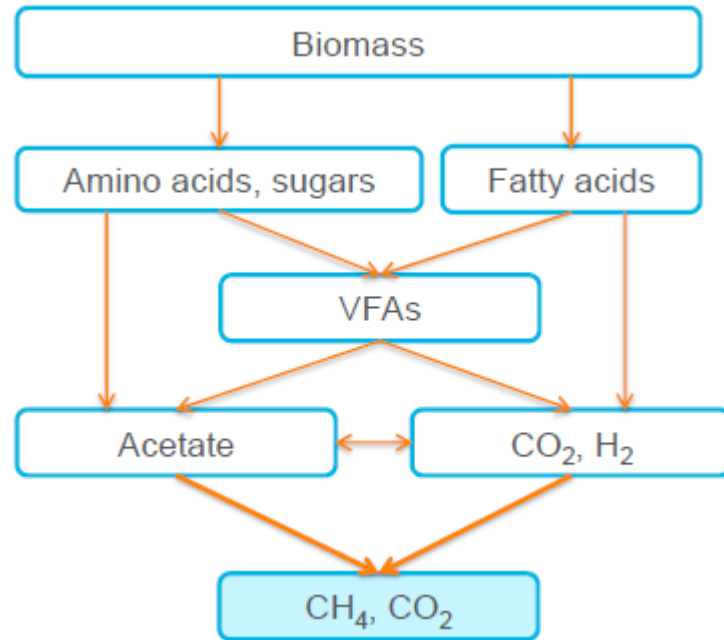 Biomass
Amino acids, sugars
Fatty acids
VFAs
Acetate
CO₂, H₂
CH₄, CO₂